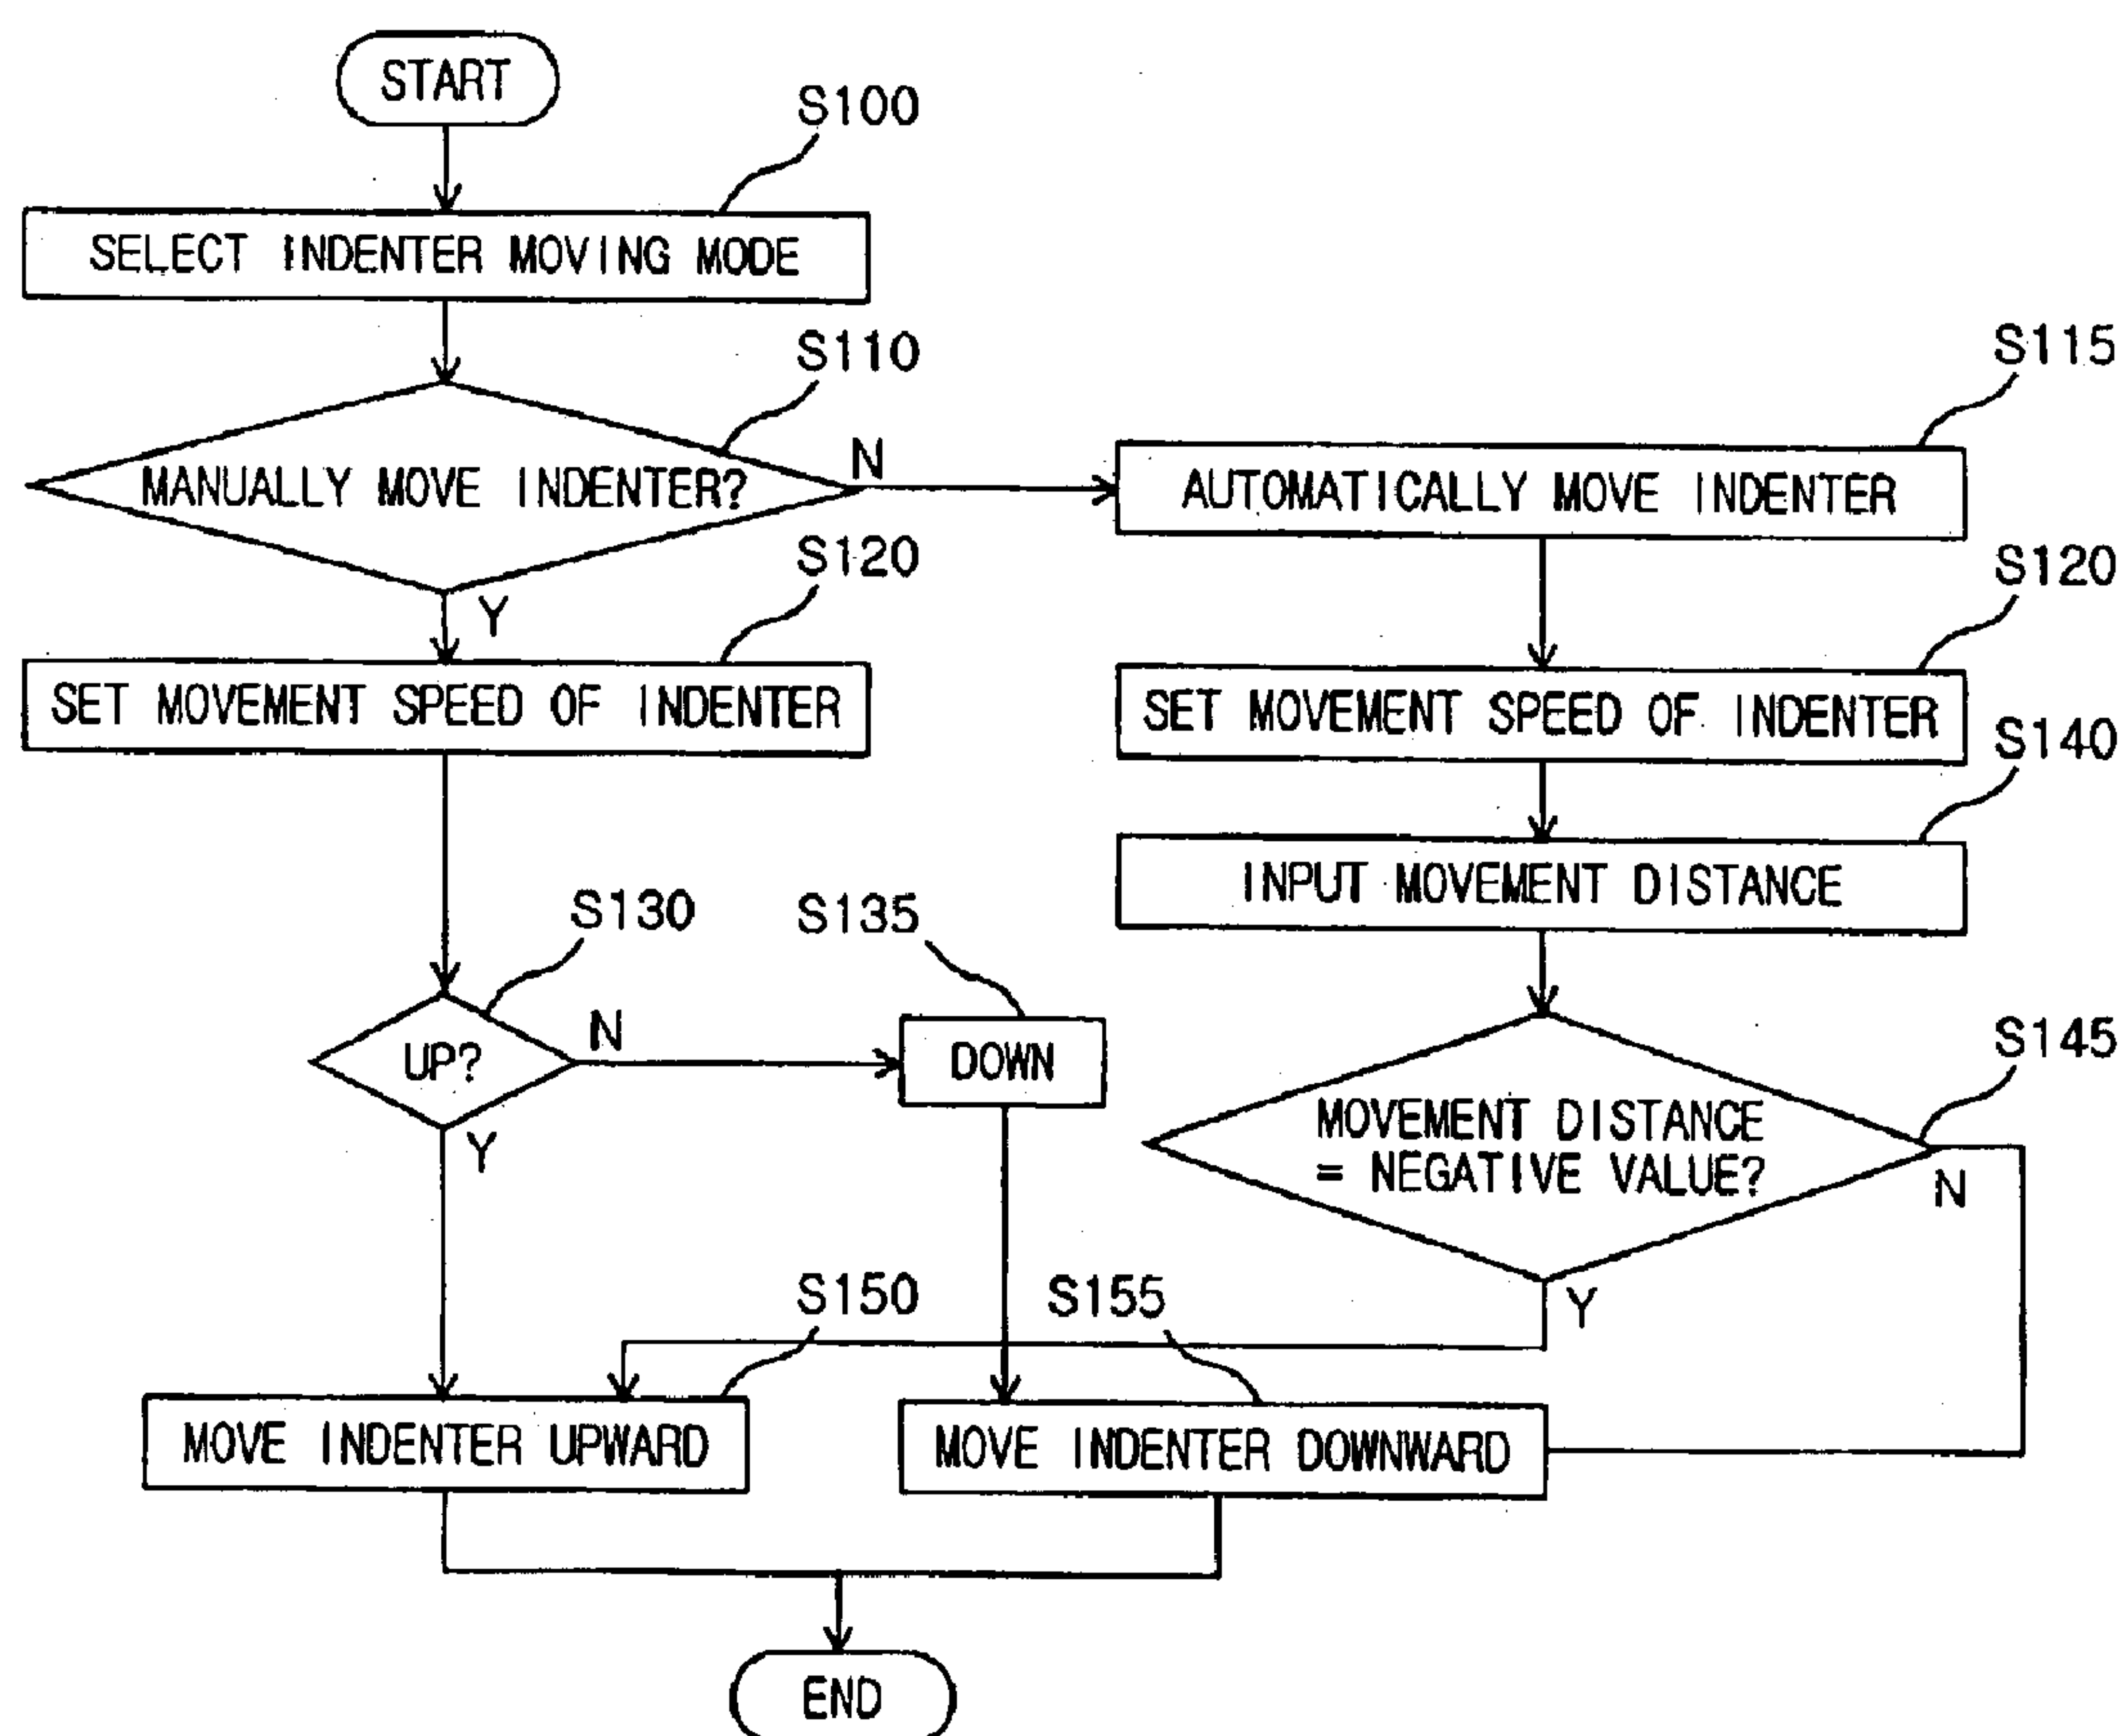 START
S100
SELECT INDENTER MOVING MODE
S110
MANUALLY MOVE INDENTER?
N
Y
S115
AUTOMATICALLY MOVE INDENTER
S120
SET MOVEMENT SPEED OF INDENTER
S120
SET MOVEMENT SPEED OF INDENTER
S140
INPUT MOVEMENT DISTANCE
S130
UP?
N
Y
S135
DOWN
S145
MOVEMENT DISTANCE
= NEGATIVE VALUE?
N
Y
S150
MOVE INDENTER UPWARD
S155
MOVE INDENTER DOWNWARD
END